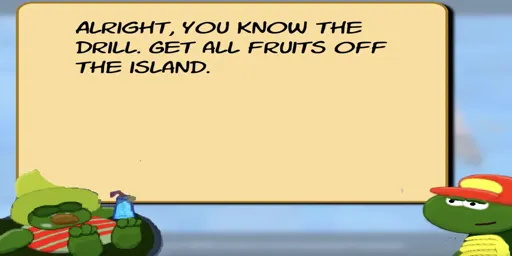 ALRIGHT, YOU KNOW THE
DRILL. GET ALL FRUITS OFF
THE ISLAND.